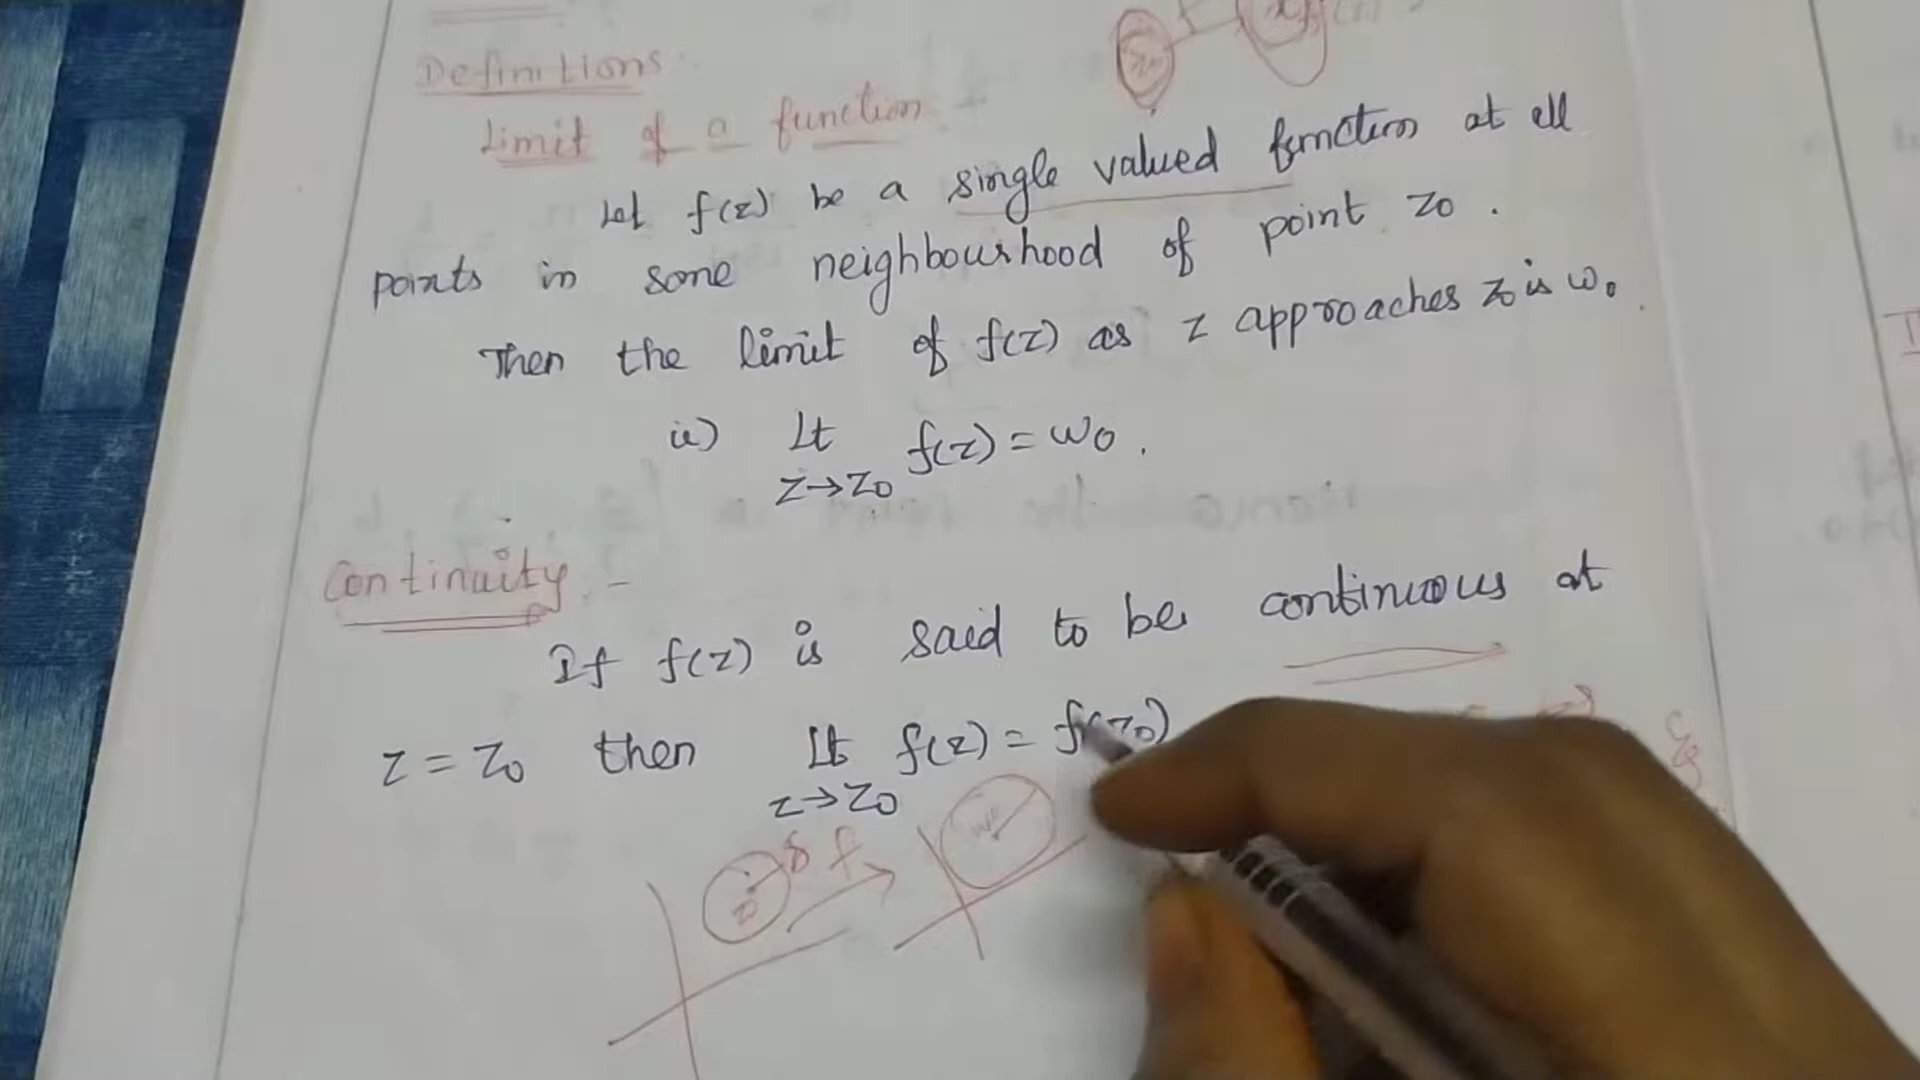 Definitions:
Limit of a function
Let f(z) be a single valued function at all
points in some neighbourhood of point z0.
Then the limit of f(z) as z approaches z0 is w0.
ie) Lt f(z) = w0.
z→z0
Continuity :-
If f(z) is said to be continuous at
z = z0 then Lt f(z) = f(z0)
z→z0
δ f w0
z0